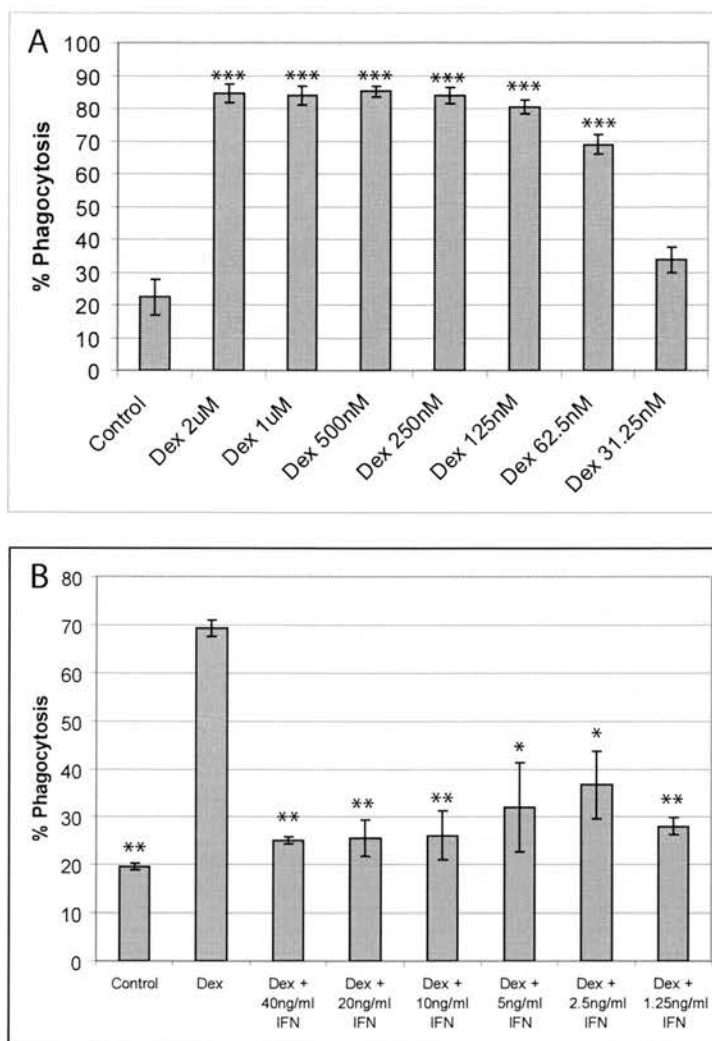 A
100
90
80
70
60
50
40
30
20
10
0
% Phagocytosis
*** *** *** *** *** ***
Control
Dex 2uM
Dex 1uM
Dex 500nM
Dex 250nM
Dex 125nM
Dex 62.5nM
Dex 31.25nM
B
80
70
60
50
40
30
20
10
0
% Phagocytosis
** ** ** ** * * **
Control
Dex
Dex +
40ng/ml
IFN
Dex +
20ng/ml
IFN
Dex +
10ng/ml
IFN
Dex +
5ng/ml
IFN
Dex +
2.5ng/ml
IFN
Dex +
1.25ng/ml
IFN